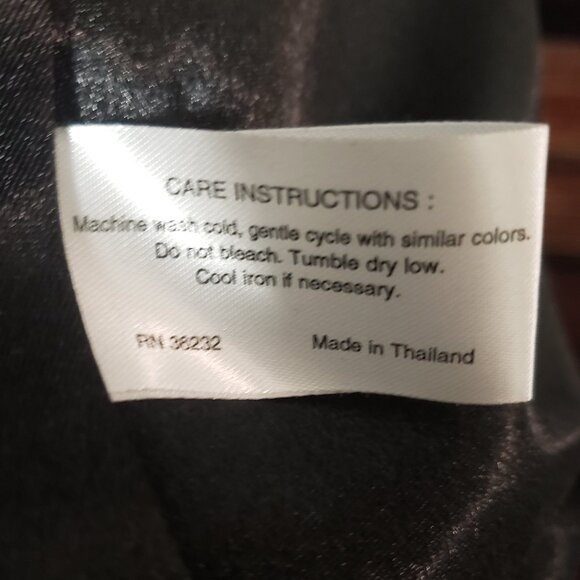 CARE INSTRUCTIONS :
Machine wash cold, gentle cycle with similar colors.
Do not bleach. Tumble dry low.
Cool iron if necessary.
RN 36232 Made in Thailand